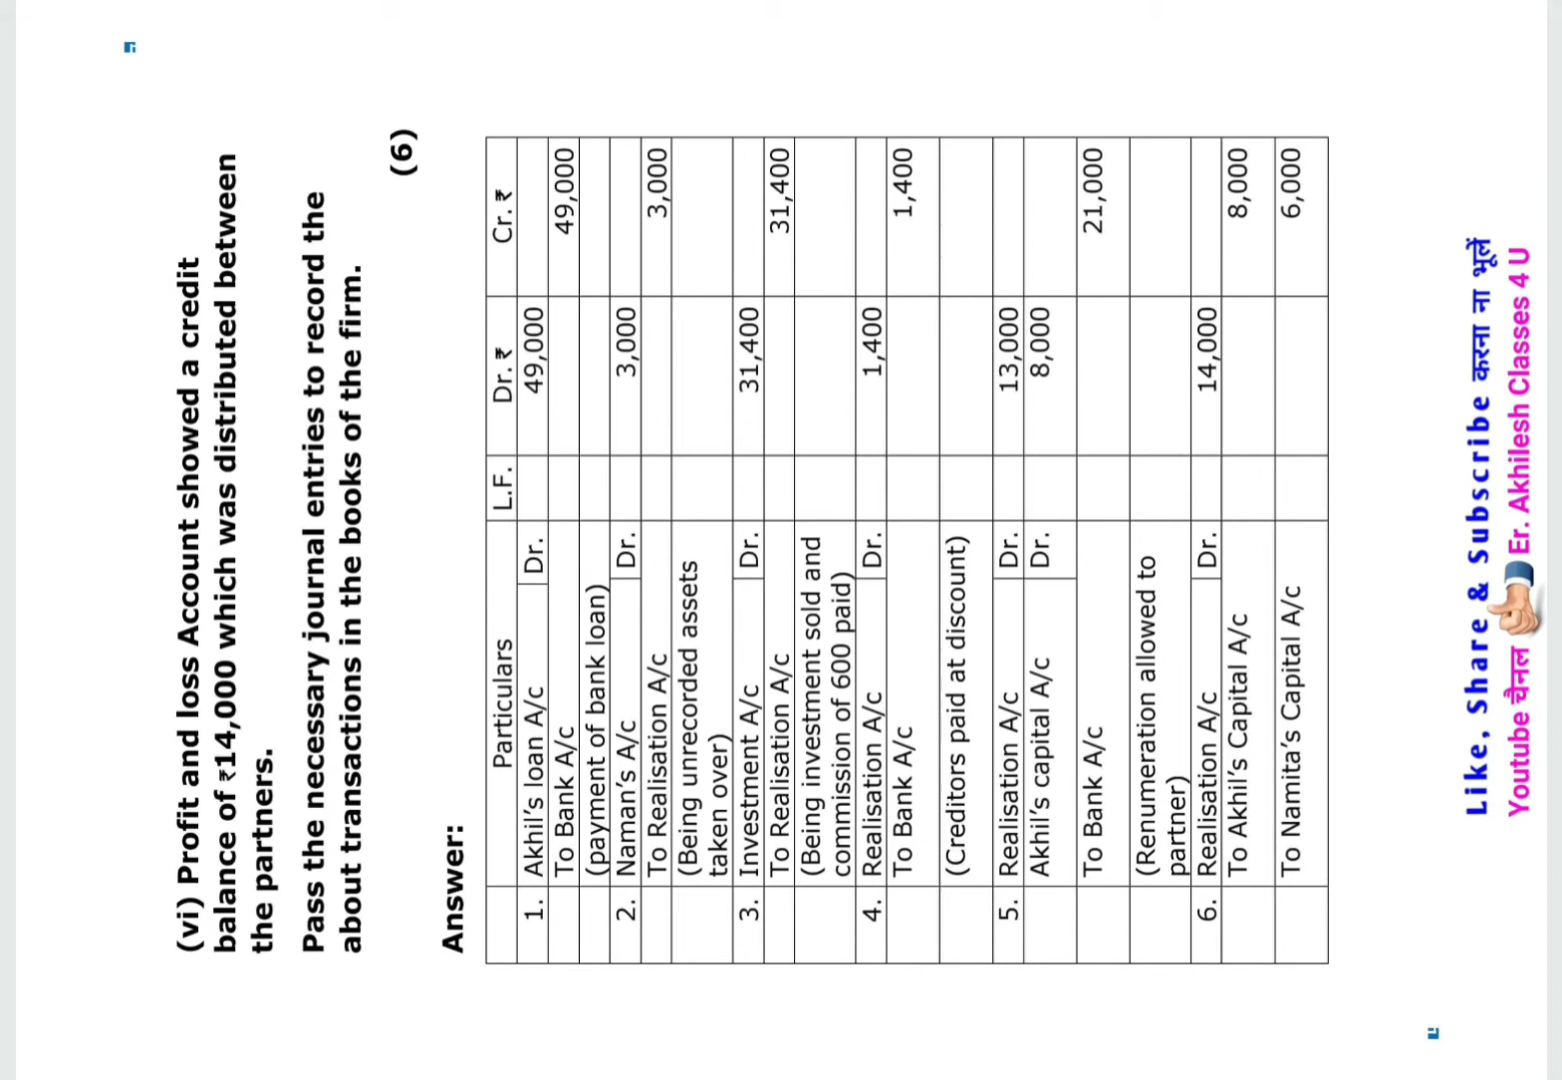 (vi) Profit and loss Account showed a credit
balance of ₹14,000 which was distributed between
the partners.
Pass the necessary journal entries to record the
about transactions in the books of the firm.
(6)
Answer:
Particulars L.F. Dr. ₹ Cr. ₹
1. Akhil's loan A/c Dr. 49,000
To Bank A/c 49,000
(payment of bank loan)
2. Naman's A/c Dr. 3,000
To Realisation A/c 3,000
(Being unrecorded assets
taken over)
3. Investment A/c Dr. 31,400
To Realisation A/c 31,400
(Being investment sold and
commission of 600 paid)
4. Realisation A/c Dr. 1,400
To Bank A/c 1,400
(Creditors paid at discount)
5. Realisation A/c Dr. 13,000
Akhil's capital A/c Dr. 8,000
To Bank A/c 21,000
(Renumeration allowed to
partner)
6. Realisation A/c Dr. 14,000
To Akhil's Capital A/c 8,000
To Namita's Capital A/c 6,000
Like, Share & Subscribe करना ना भूलें
Youtube चैनल Er. Akhilesh Classes 4 U